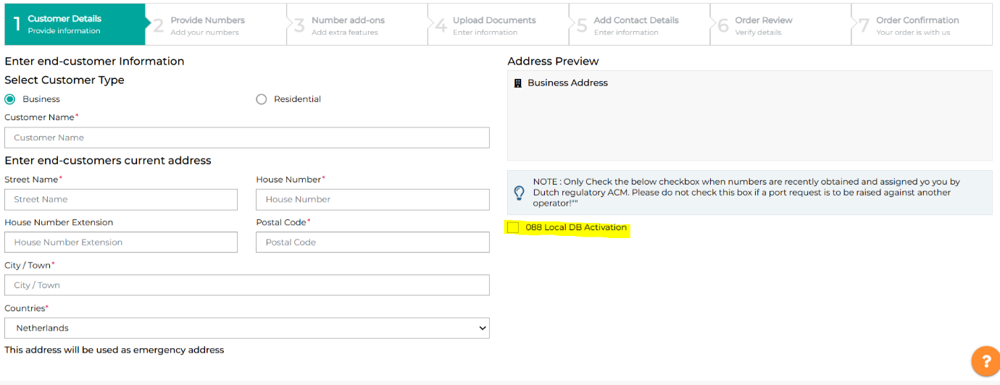 1 Customer Details
Provide information
2 Provide Numbers
Add your numbers
3 Number add-ons
Add extra features
4 Upload Documents
Enter information
5 Add Contact Details
Enter information
6 Order Review
Verify details
7 Order Confirmation
Your order is with us
Enter end-customer Information
Select Customer Type
Business
Residential
Customer Name*
Customer Name
Enter end-customers current address
Street Name*
House Number*
Street Name
House Number
House Number Extension
Postal Code*
House Number Extension
Postal Code
City / Town*
City / Town
Countries*
Netherlands
This address will be used as emergency address
Address Preview
Business Address
NOTE : Only Check the below checkbox when numbers are recently obtained and assigned yo you by
Dutch regulatory ACM. Please do not check this box if a port request is to be raised against another
operator!""
088 Local DB Activation
?